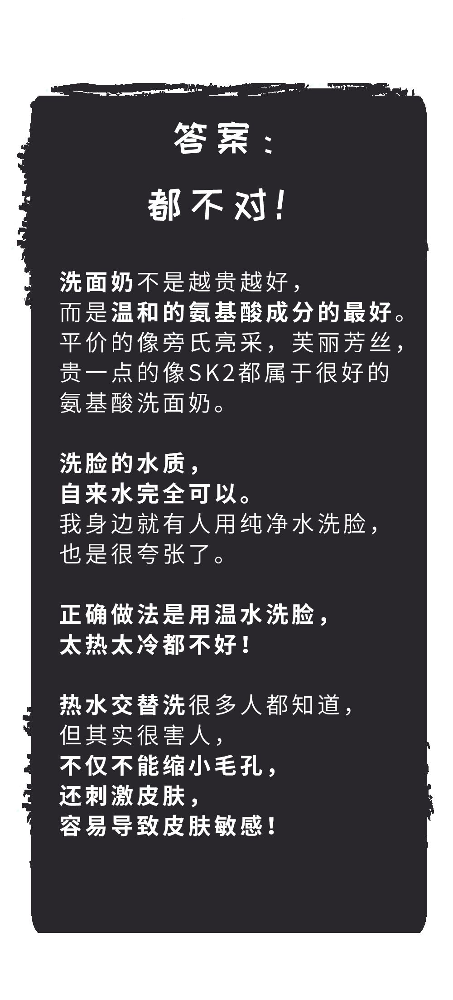 答案：
都不对！
洗面奶不是越贵越好，
而是温和的氨基酸成分的最好。
平价的像旁氏亮采，芙丽芳丝，
贵一点的像SK2都属于很好的
氨基酸洗面奶。
洗脸的水质，
自来水完全可以。
我身边就有人用纯净水洗脸，
也是很夸张了。
正确做法是用温水洗脸，
太热太冷都不好！
热水交替洗很多人都知道，
但其实很害人，
不仅不能缩小毛孔，
还刺激皮肤，
容易导致皮肤敏感！